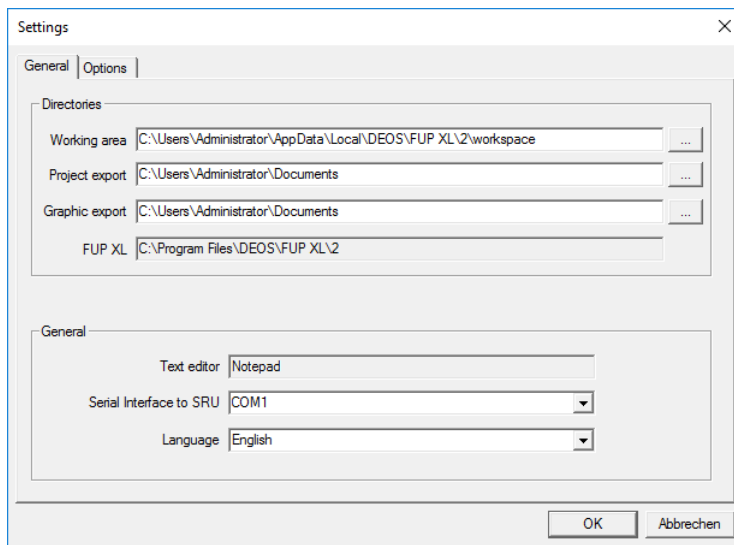 Settings
General
Options
Directories
Working area C:\Users\Administrator\AppData\Local\DEOS\FUP XL\2\workspace ...
Project export C:\Users\Administrator\Documents ...
Graphic export C:\Users\Administrator\Documents ...
FUP XL C:\Program Files\DEOS\FUP XL\2
General
Text editor Notepad
Serial Interface to SRU COM1
Language English
OK Abbrechen